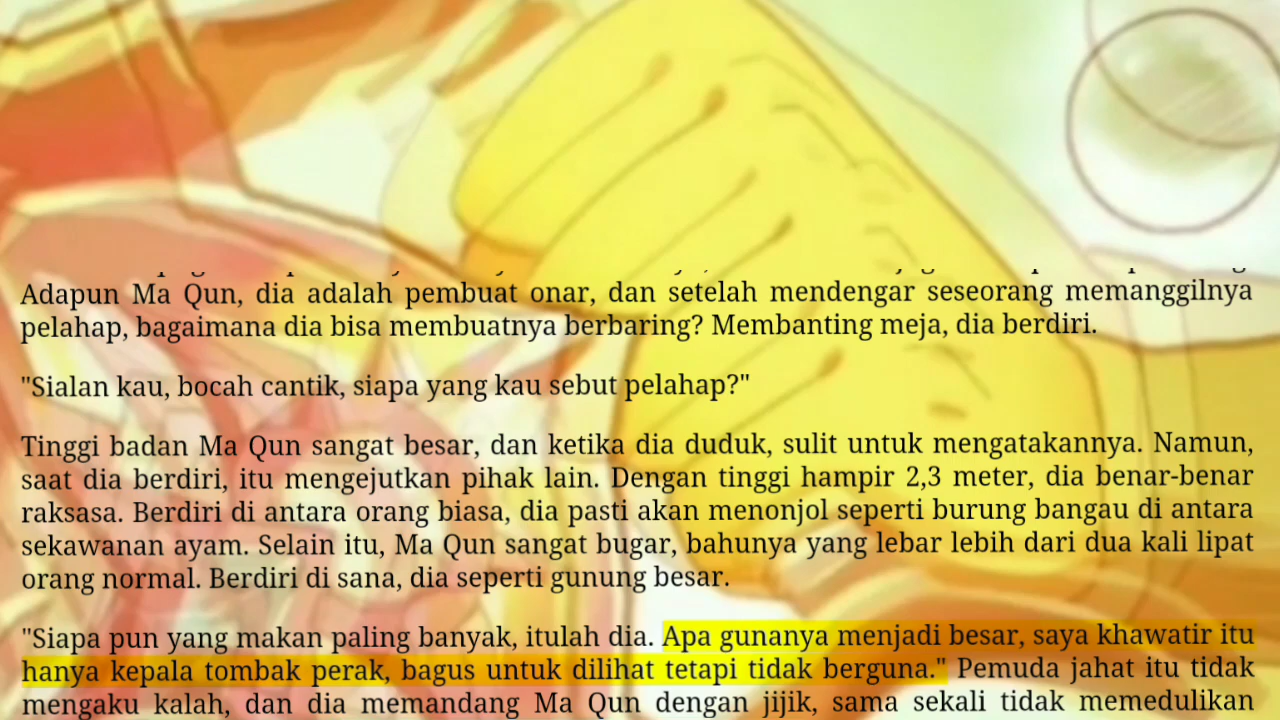 Adapun Ma Qun, dia adalah pembuat onar, dan setelah mendengar seseorang memanggilnya
pelahap, bagaimana dia bisa membuatnya berbaring? Membanting meja, dia berdiri.
"Sialan kau, bocah cantik, siapa yang kau sebut pelahap?"
Tinggi badan Ma Qun sangat besar, dan ketika dia duduk, sulit untuk mengatakannya. Namun,
saat dia berdiri, itu mengejutkan pihak lain. Dengan tinggi hampir 2,3 meter, dia benar-benar
raksasa. Berdiri di antara orang biasa, dia pasti akan menonjol seperti burung bangau di antara
sekawanan ayam. Selain itu, Ma Qun sangat bugar, bahunya yang lebar lebih dari dua kali lipat
orang normal. Berdiri di sana, dia seperti gunung besar.
"Siapa pun yang makan paling banyak, itulah dia. Apa gunanya menjadi besar, saya khawatir itu
hanya kepala tombak perak, bagus untuk dilihat tetapi tidak berguna." Pemuda jahat itu tidak
mengaku kalah, dan dia memandang Ma Qun dengan jijik, sama sekali tidak memedulikan